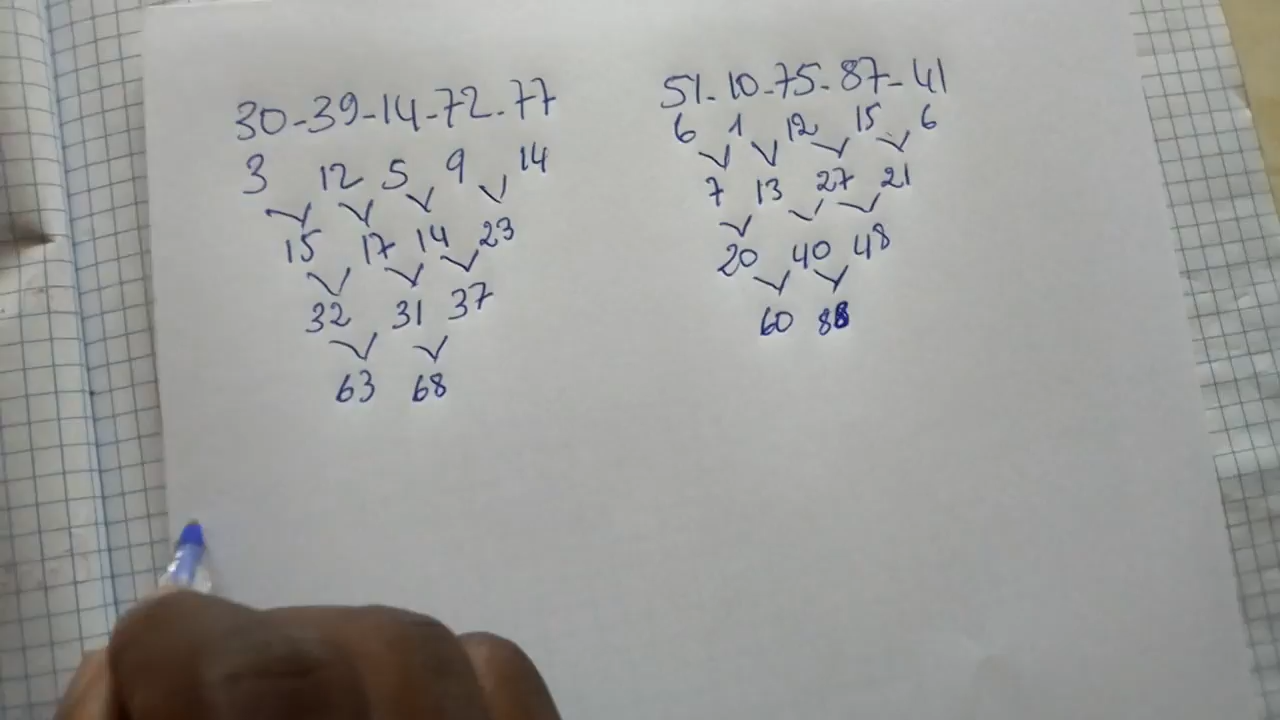 30-39-14-72-77
3 12 5 9 14
15 17 14 23
32 31 37
63 68
51-10-75-87-41
6 1 12 15 6
7 13 27 21
20 40 48
60 88